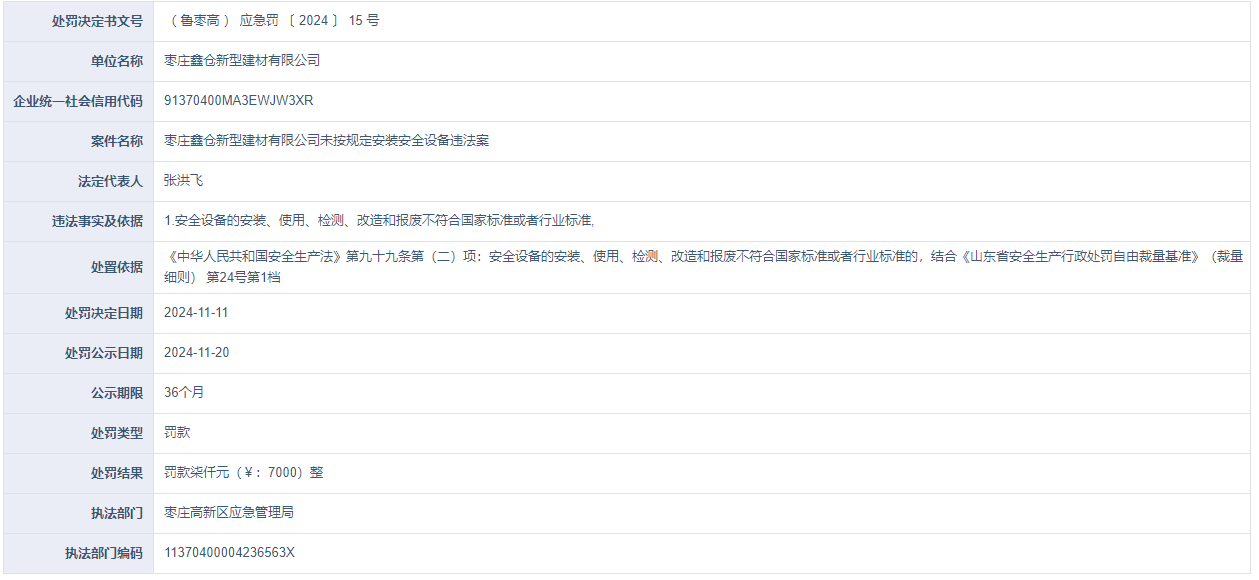 处罚决定书文号 （ 鲁枣高 ） 应急罚 〔 2024 〕 15 号
单位名称 枣庄鑫仓新型建材有限公司
企业统一社会信用代码 91370400MA3EWJW3XR
案件名称 枣庄鑫仓新型建材有限公司未按规定安装安全设备违法案
法定代表人 张洪飞
违法事实及依据 1.安全设备的安装、使用、检测、改造和报废不符合国家标准或者行业标准,
处置依据 《中华人民共和国安全生产法》第九十九条第（二）项：安全设备的安装、使用、检测、改造和报废不符合国家标准或者行业标准的，结合《山东省安全生产行政处罚自由裁量基准》（裁量
细则） 第24号第1档
处罚决定日期 2024-11-11
处罚公示日期 2024-11-20
公示期限 36个月
处罚类型 罚款
处罚结果 罚款柒仟元（￥：7000）整
执法部门 枣庄高新区应急管理局
执法部门编码 11370400004236563X